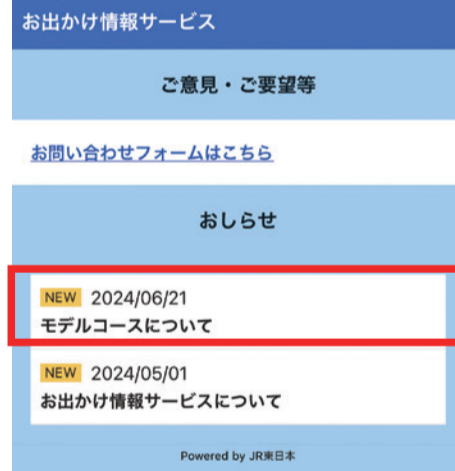 お出かけ情報サービス
ご意見・ご要望等
お問い合わせフォームはこちら
おしらせ
NEW 2024/06/21
モデルコースについて
NEW 2024/05/01
お出かけ情報サービスについて
Powered by JR東日本